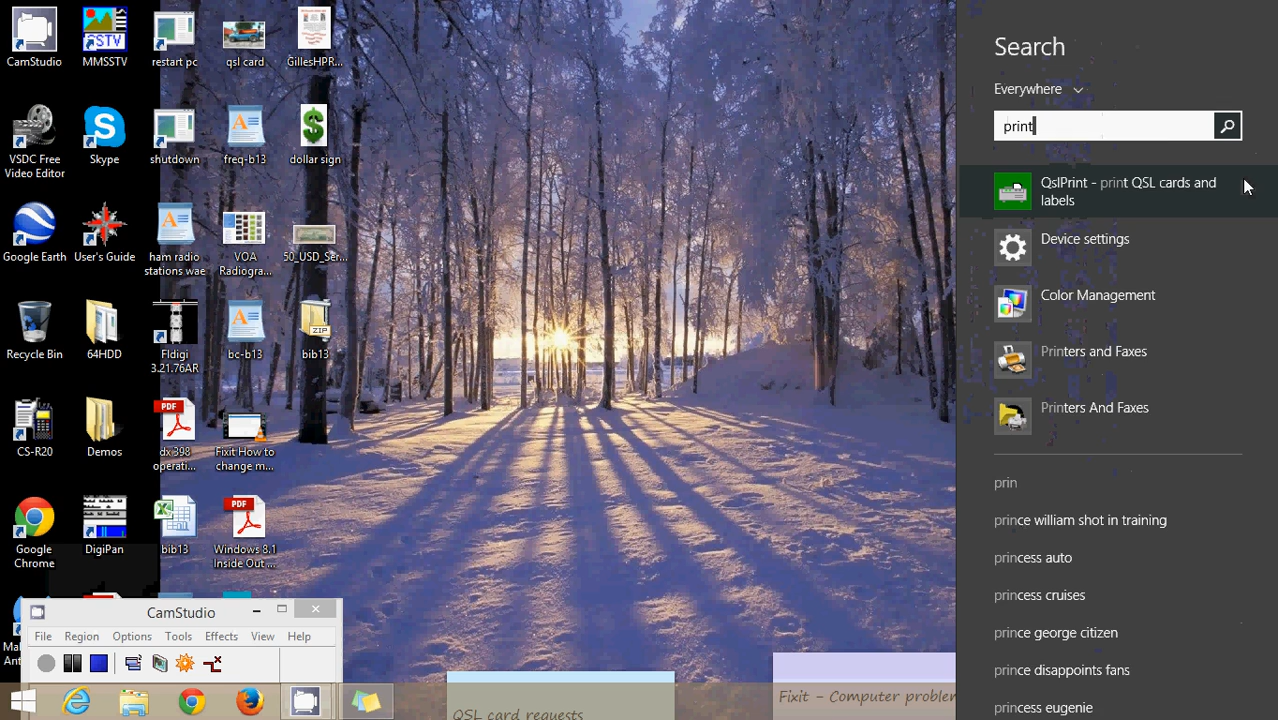 CamStudio
MMSSTV
restart pc
qsl card
GillesHPR...
VSDC Free
Video Editor
Skype
shutdown
freq-b13
dollar sign
Google Earth
User's Guide
ham radio
stations wae
VOA
Radiogra...
50_USD_Ser...
Recycle Bin
64HDD
Fldigi
3.21.76AR
bc-b13
bib13
CS-R20
Demos
dx 398
operati...
Fixit How to
change m...
Google
Chrome
DigiPan
bib13
Windows 8.1
Inside Out ...
SSTV
PDF
PDF
ZIP
CamStudio
File Region Options Tools Effects View Help
QSL card requests
Fixit - Computer problem
Search
Everywhere
print
QslPrint - print QSL cards and
labels
Device settings
Color Management
Printers and Faxes
Printers And Faxes
prin
prince william shot in training
princess auto
princess cruises
prince george citizen
prince disappoints fans
princess eugenie